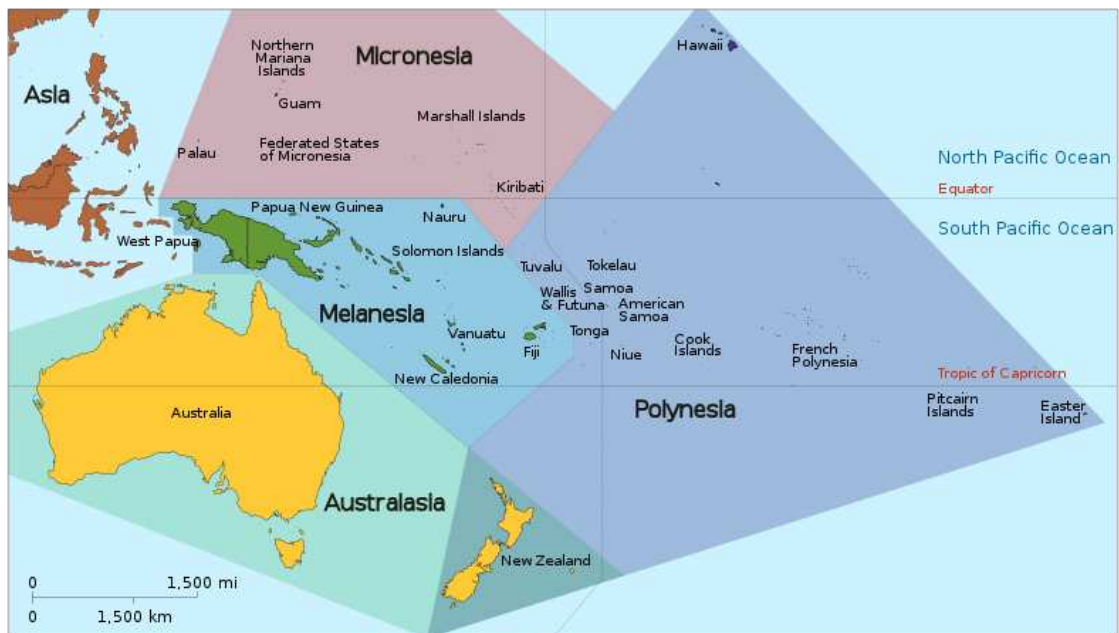 Hawaii
Northern
Mariana
Islands
Micronesia
Asia
Guam
Marshall Islands
Federated States
of Micronesia
Palau
North Pacific Ocean
Kiribati
Equator
Papua New Guinea
Nauru
South Pacific Ocean
West Papua
Solomon Islands
Tuvalu
Tokelau
Samoa
Wallis
& Futuna
American
Samoa
Melanesia
Vanuatu
Tonga
Fiji
Niue
Cook
Islands
French
Polynesia
New Caledonia
Tropic of Capricorn
Australia
Polynesia
Pitcairn
Islands
Easter
Island
Australasia
New Zealand
0 1,500 mi
0 1,500 km